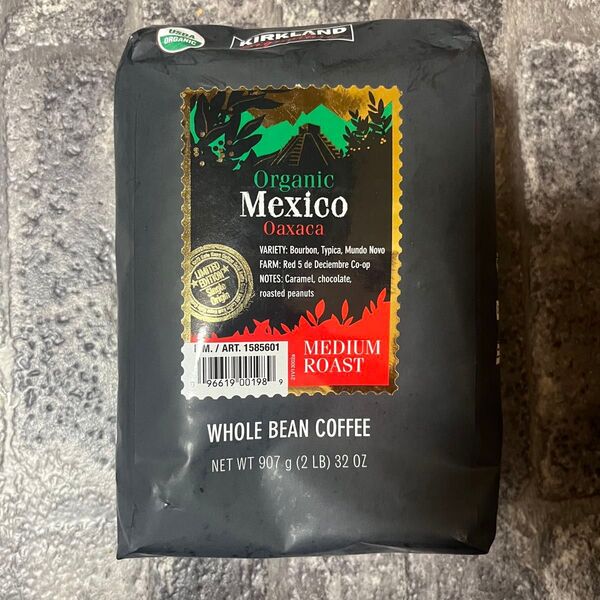 USDA
ORGANIC
KIRKLAND
Signature
Organic
Mexico
Oaxaca
VARIETY: Bourbon, Typica, Mundo Novo
FARM: Red 5 de Deciembre Co-op
NOTES: Caramel, chocolate,
roasted peanuts
LIMITED
EDITION
Single
Origin
M. / ART. 1585601
0 96619 00198 9
MEDIUM
ROAST
WHOLE BEAN COFFEE
NET WT 907 g (2 LB) 32 OZ